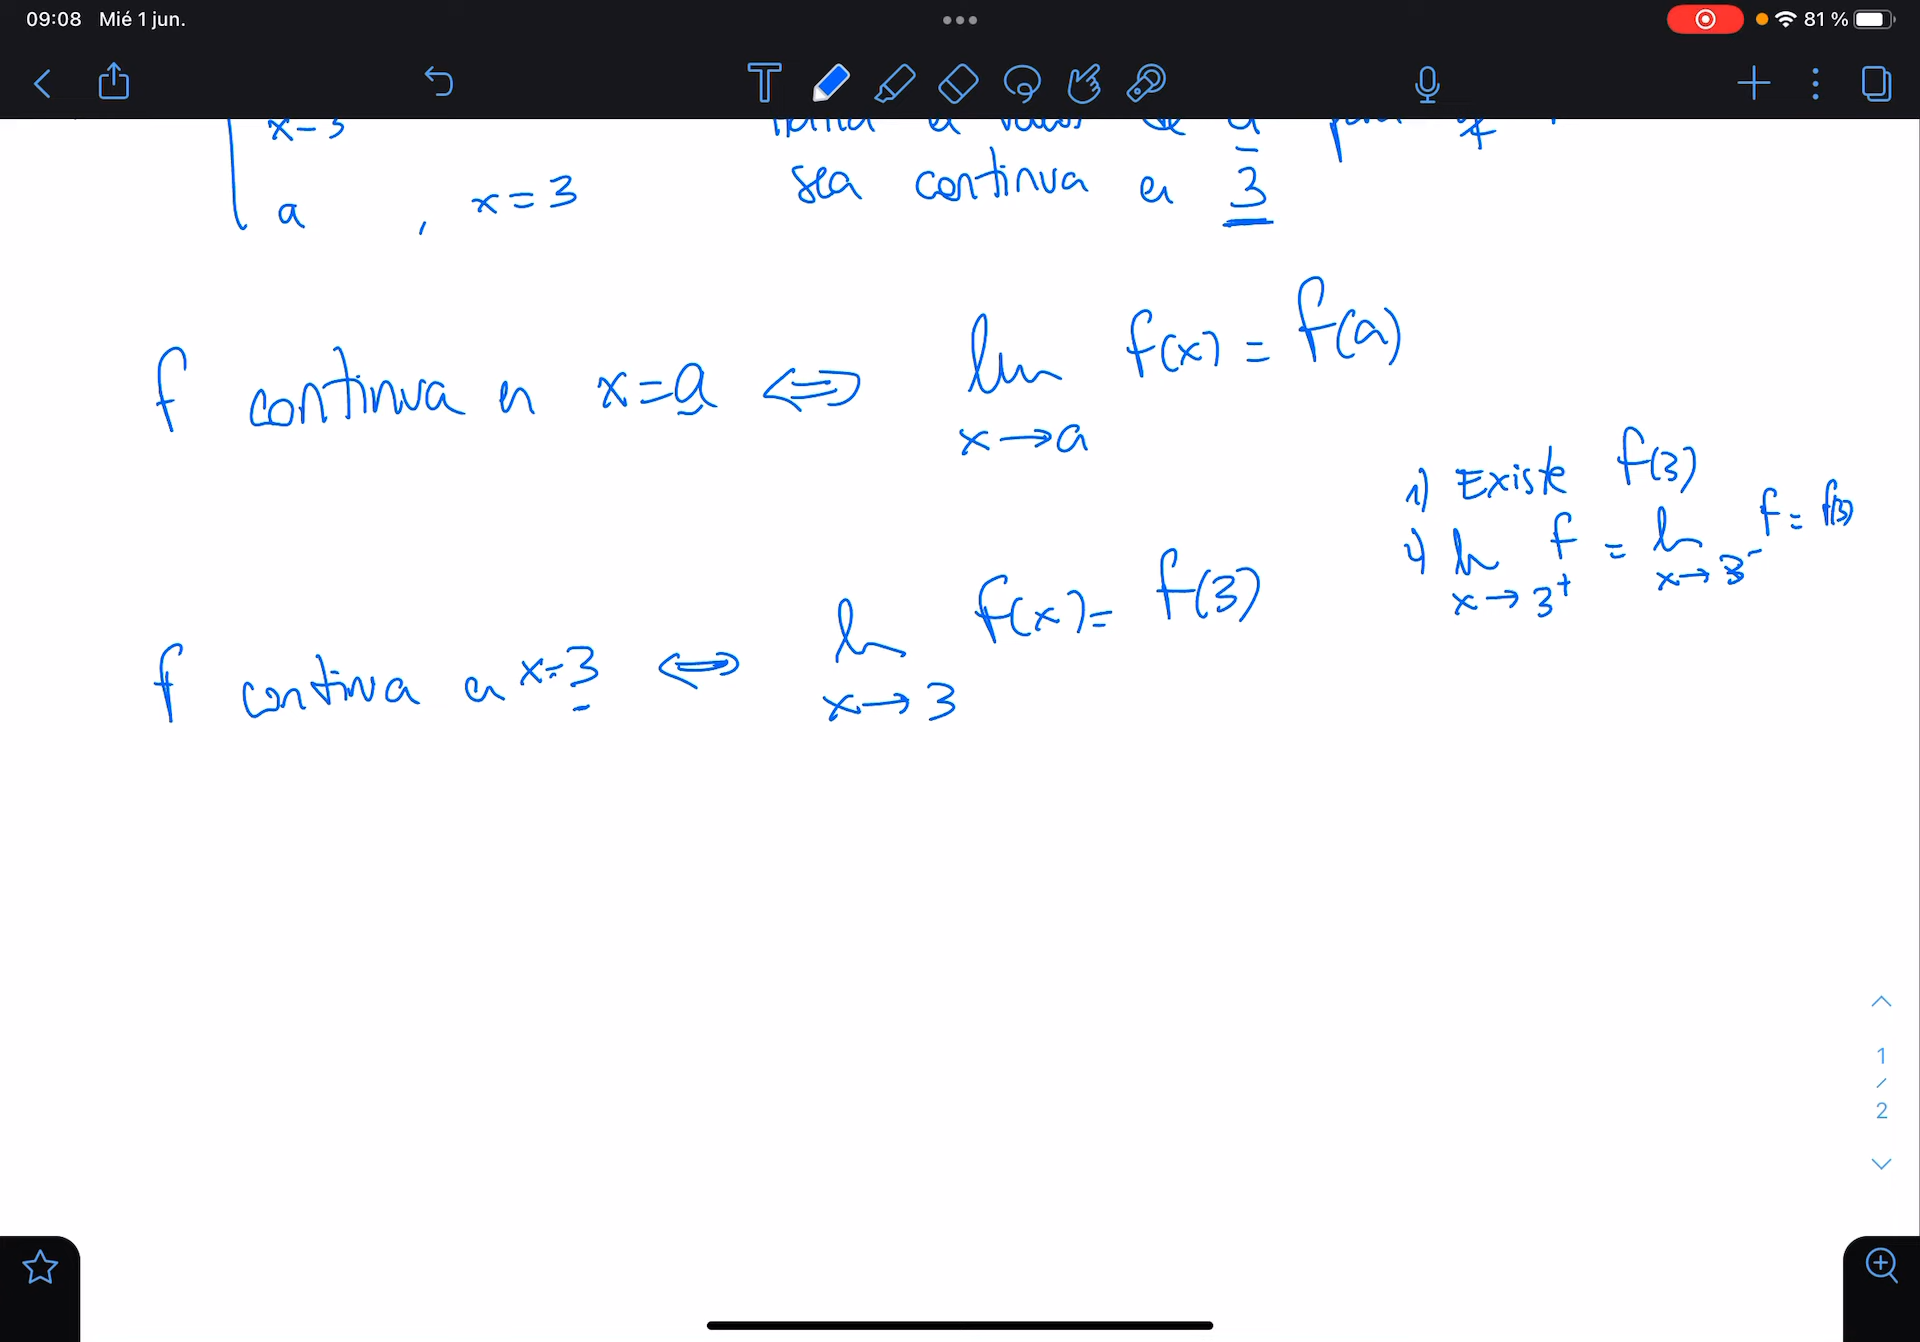 09:08 Mié 1 jun. 81 %
x-3
a , x=3
sea continua en 3
f continua en x=a ⟺ lim f(x) = f(a)
x→a
1) Existe f(3)
2) lim f = lim f = f(3)
x→3⁺ x→3⁻
f continua en x=3 ⟺ lim f(x) = f(3)
x→3
1
/
2